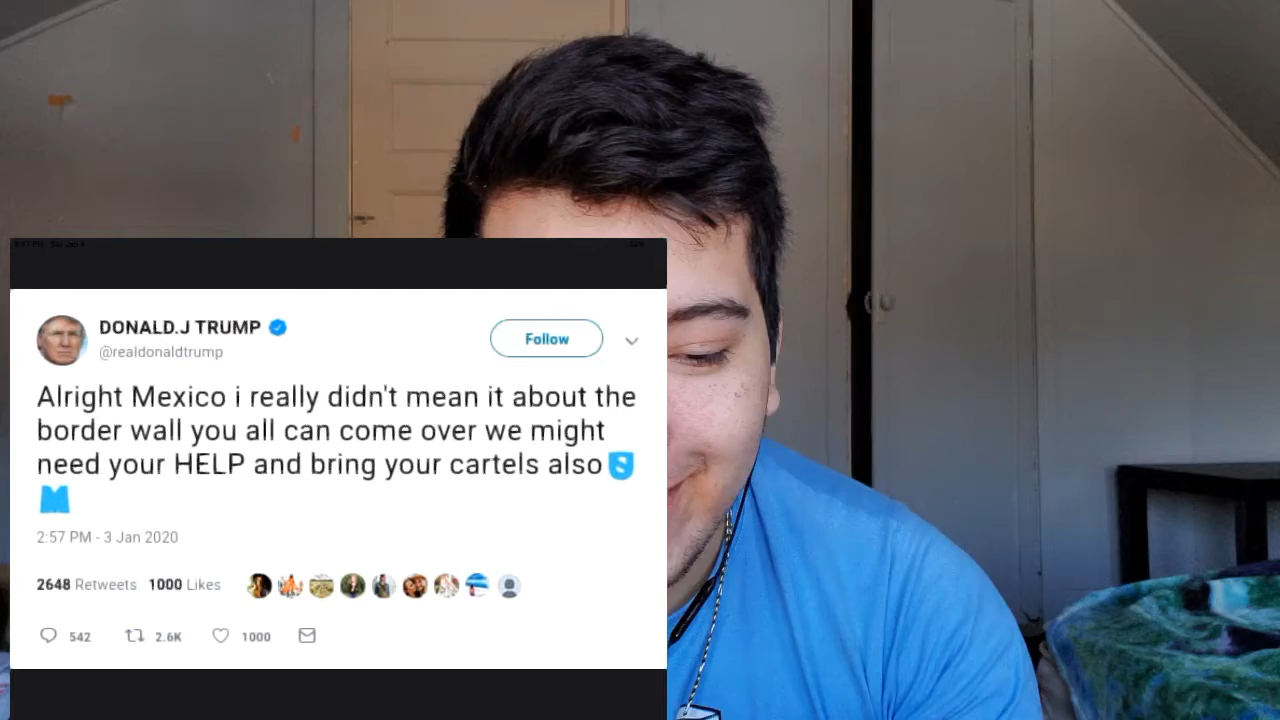 DONALD.J TRUMP
@realdonaldtrump
Follow
Alright Mexico i really didn't mean it about the
border wall you all can come over we might
need your HELP and bring your cartels also
2:57 PM - 3 Jan 2020
2648 Retweets 1000 Likes
542 2.6K 1000